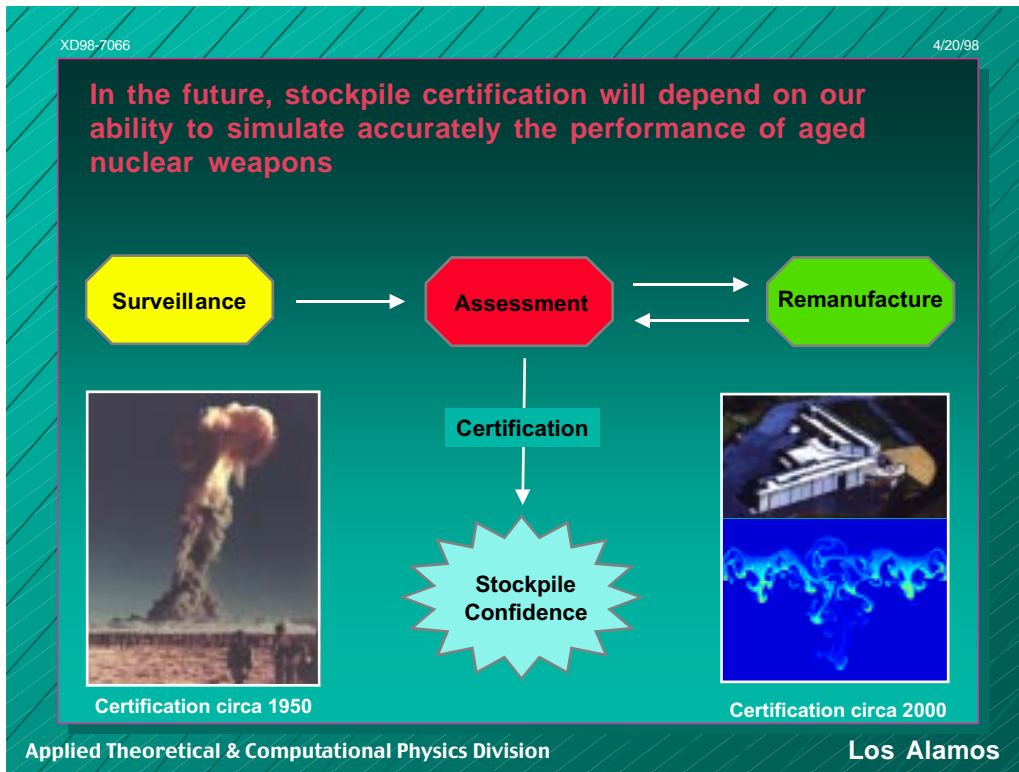 XD98-7066
4/20/98
In the future, stockpile certification will depend on our
ability to simulate accurately the performance of aged
nuclear weapons
Surveillance
Assessment
Remanufacture
Certification
Stockpile
Confidence
Certification circa 1950
Certification circa 2000
Applied Theoretical & Computational Physics Division
Los Alamos